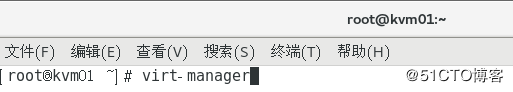 root@kvm01:~
文件(F) 编辑(E) 查看(V) 搜索(S) 终端(T) 帮助(H)
[root@kvm01 ~]# virt-manager
@51CTO博客